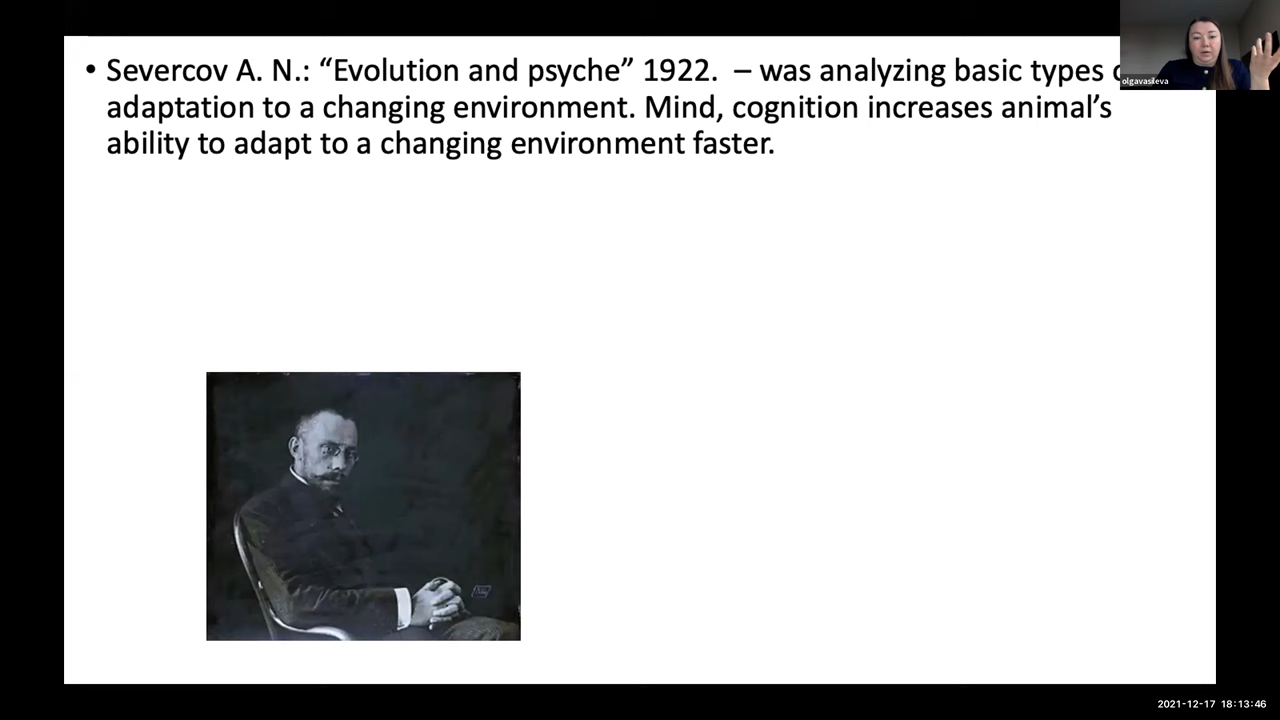 • Severcov A. N.: “Evolution and psyche” 1922.  – was analyzing basic types
adaptation to a changing environment. Mind, cognition increases animal’s
ability to adapt to a changing environment faster.
olgavasileva
2021-12-17 18:13:46